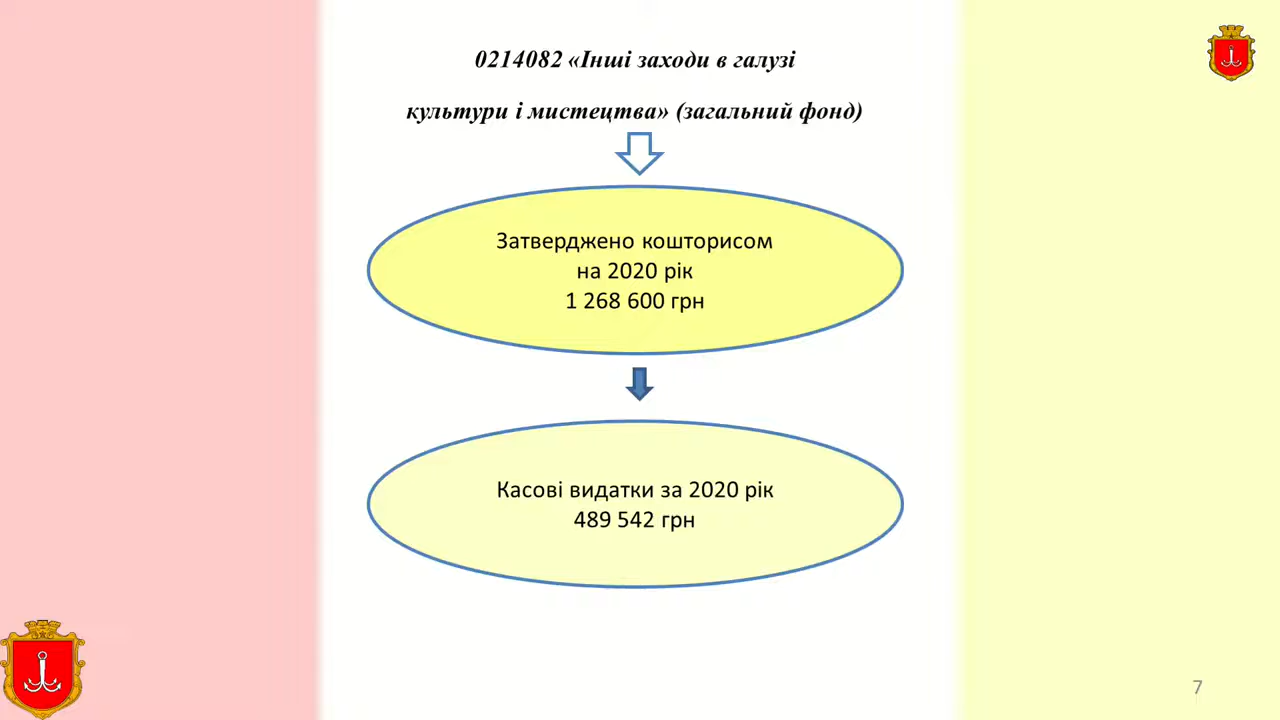 0214082 «Інші заходи в галузі
культури і мистецтва» (загальний фонд)
Затверджено кошторисом
на 2020 рік
1 268 600 грн
Касові видатки за 2020 рік
489 542 грн
7